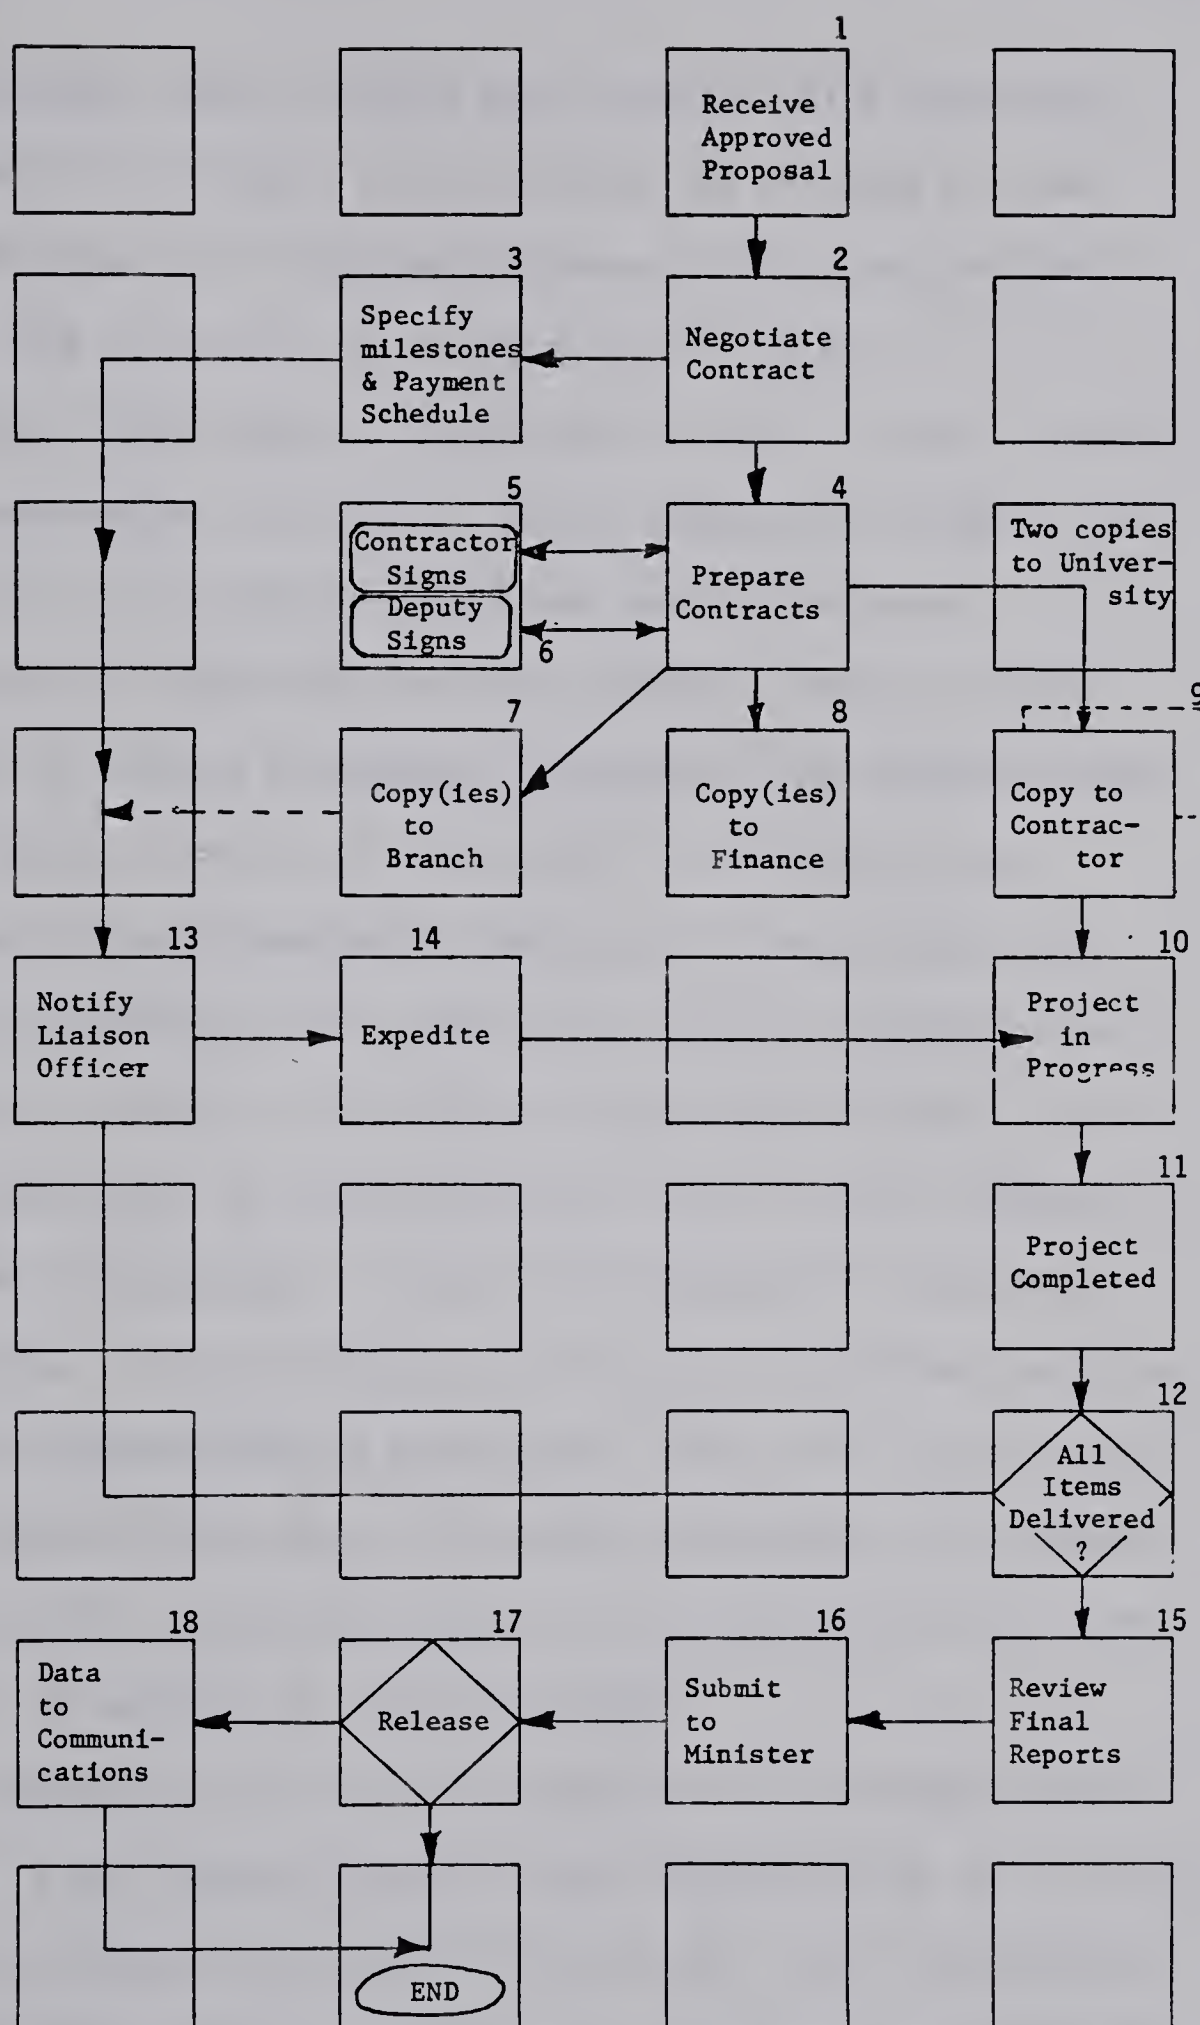 1
Receive
Approved
Proposal
3
Specify
milestones
& Payment
Schedule
2
Negotiate
Contract
5
Contractor
Signs
Deputy
Signs
6
4
Prepare
Contracts
Two copies
to Univer-
sity
7
Copy(ies)
to
Branch
8
Copy(ies)
to
Finance
9
Copy to
Contrac-
tor
13
Notify
Liaison
Officer
14
Expedite
10
Project
in
Progress
11
Project
Completed
12
All
Items
Delivered
?
18
Data
to
Communi-
cations
17
Release
16
Submit
to
Minister
15
Review
Final
Reports
END